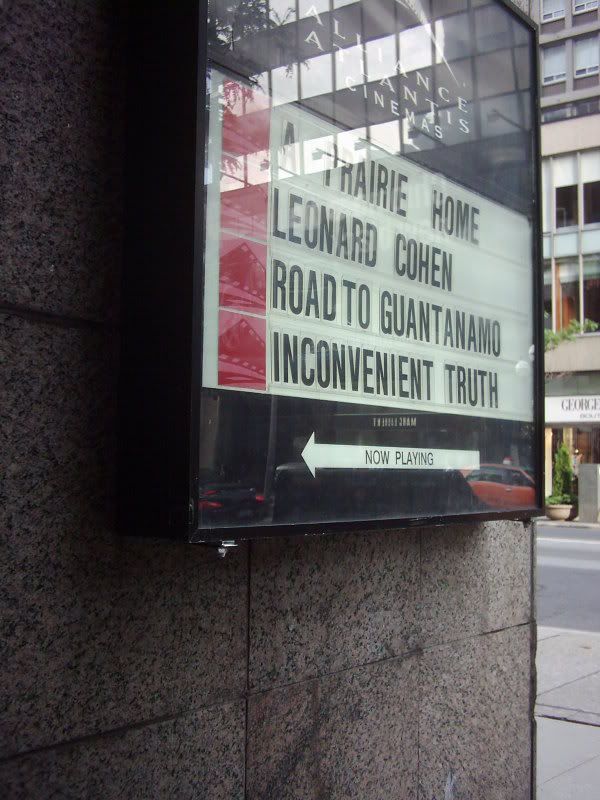 ALLIANCE
ATLANTIS
CINEMAS
A PRAIRIE HOME
LEONARD COHEN
ROAD TO GUANTANAMO
INCONVENIENT TRUTH
NOW PLAYING
GEORGE